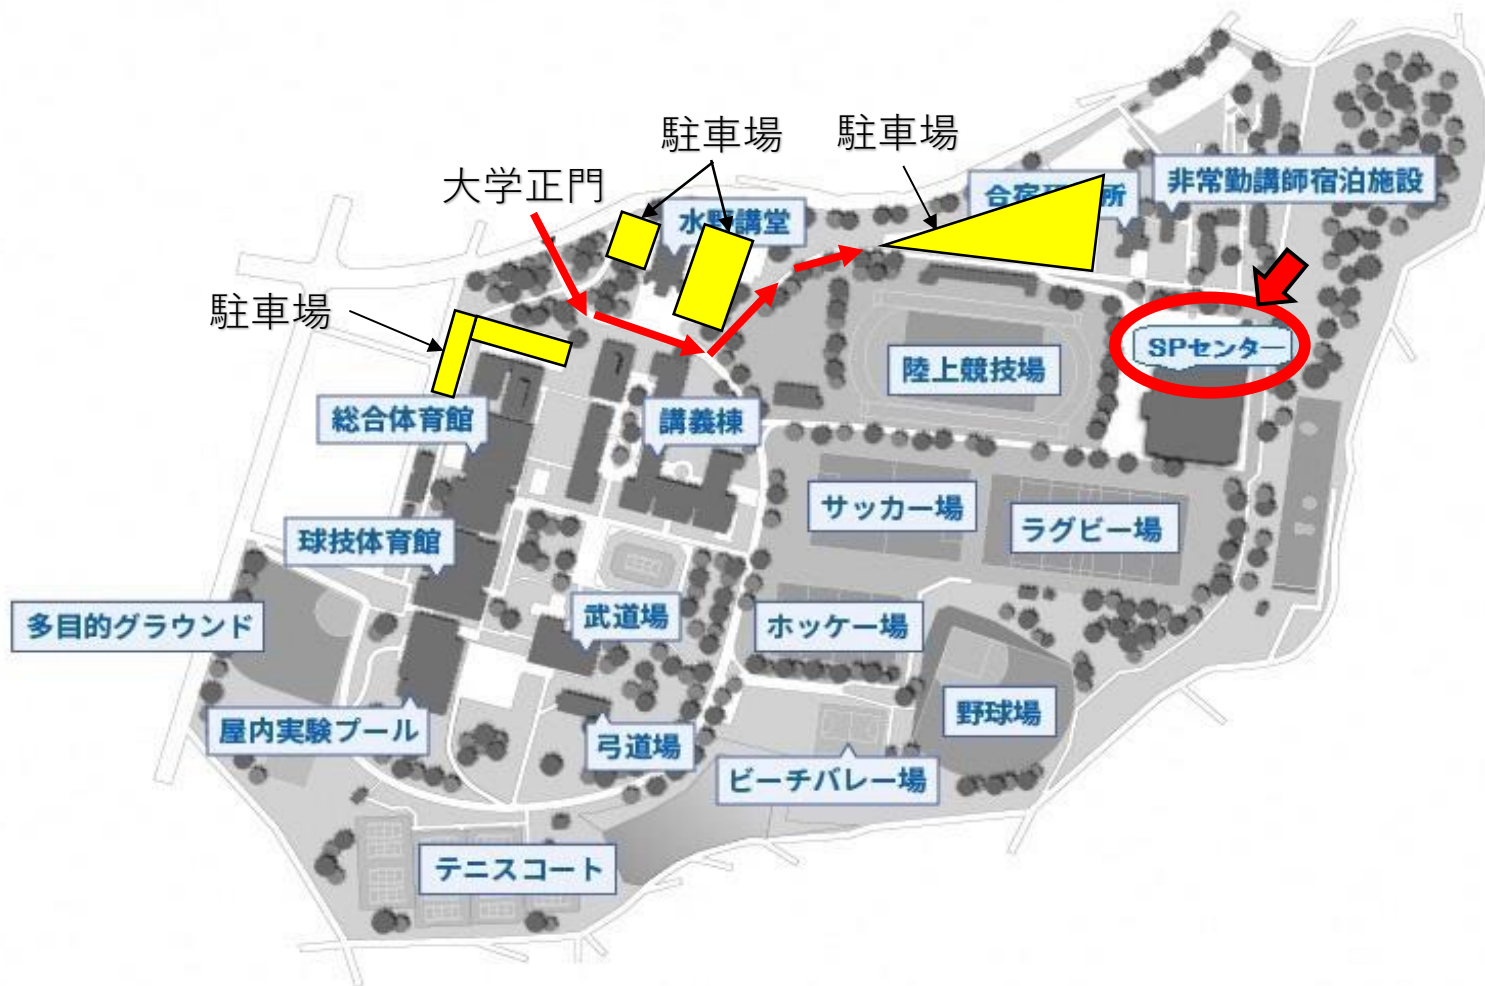 駐車場
駐車場
大学正門
水野講堂
合宿
所
非常勤講師宿泊施設
駐車場
SPセンター
陸上競技場
総合体育館
講義棟
サッカー場
ラグビー場
球技体育館
多目的グラウンド
武道場
ホッケー場
野球場
屋内実験プール
弓道場
ビーチバレー場
テニスコート